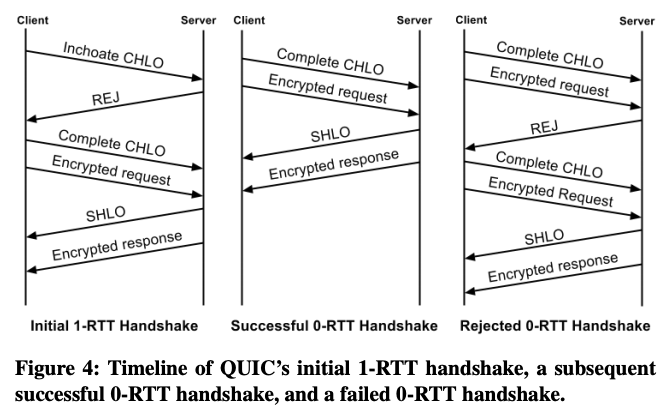 Client Server
Inchoate CHLO
REJ
Complete CHLO
Encrypted request
SHLO
Encrypted response
Initial 1-RTT Handshake
Client Server
Complete CHLO
Encrypted request
SHLO
Encrypted response
Successful 0-RTT Handshake
Client Server
Complete CHLO
Encrypted request
REJ
Complete CHLO
Encrypted Request
SHLO
Encrypted response
Rejected 0-RTT Handshake
Figure 4: Timeline of QUIC's initial 1-RTT handshake, a subsequent
successful 0-RTT handshake, and a failed 0-RTT handshake.